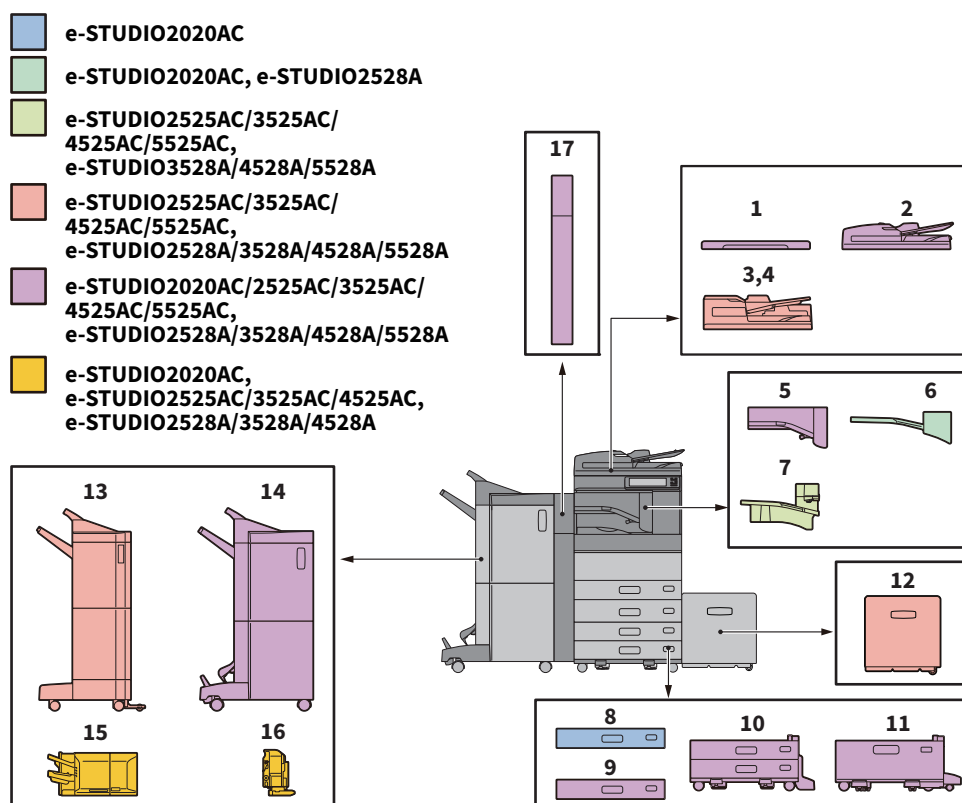 e-STUDIO2020AC
e-STUDIO2020AC, e-STUDIO2528A
e-STUDIO2525AC/3525AC/
4525AC/5525AC,
e-STUDIO3528A/4528A/5528A
e-STUDIO2525AC/3525AC/
4525AC/5525AC,
e-STUDIO2528A/3528A/4528A/5528A
e-STUDIO2020AC/2525AC/3525AC/
4525AC/5525AC,
e-STUDIO2528A/3528A/4528A/5528A
e-STUDIO2020AC,
e-STUDIO2525AC/3525AC/4525AC,
e-STUDIO2528A/3528A/4528A
17
1
2
3,4
5
6
7
13
14
12
15
16
8
10
11
9